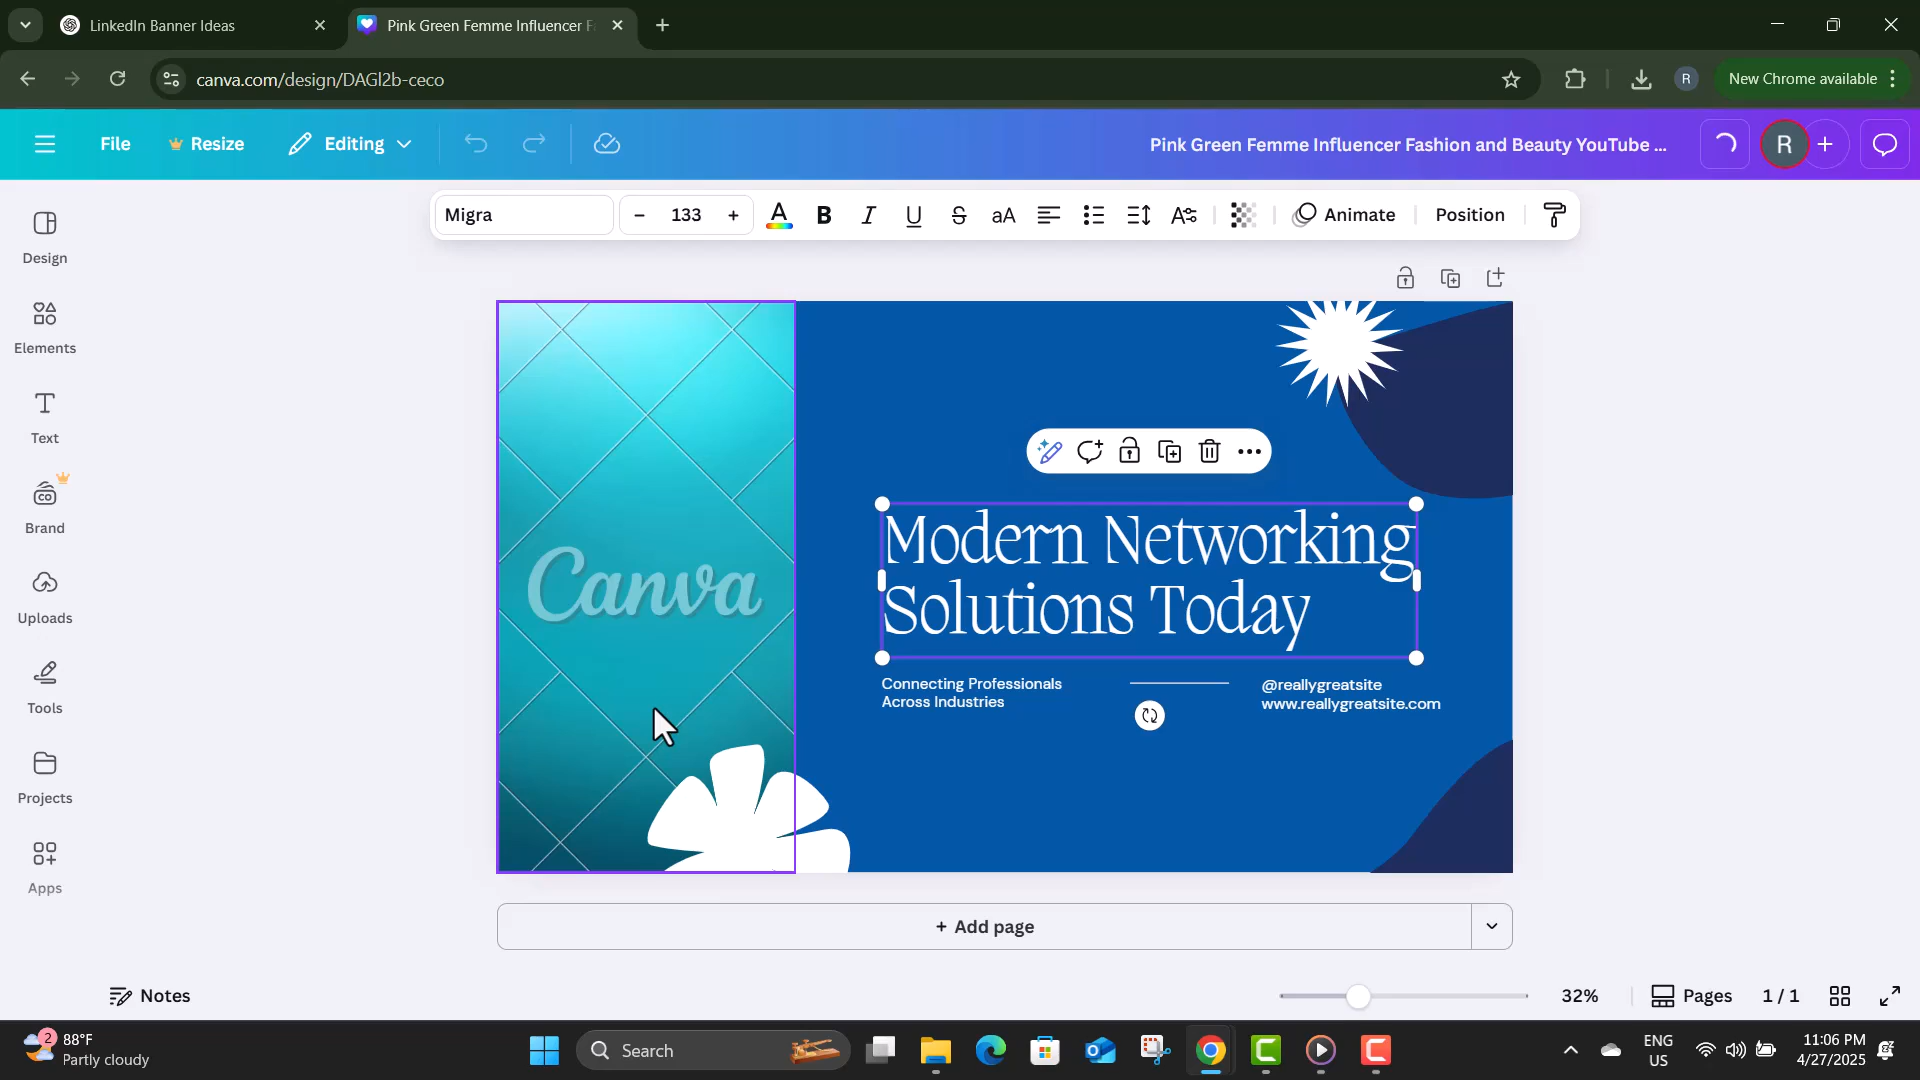 LinkedIn Banner Ideas
Pink Green Femme Influencer F
canva.com/design/DAGl2b-ceco
R
New Chrome available
File
Resize
Editing
Pink Green Femme Influencer Fashion and Beauty YouTube ...
R
Migra
133
A
B
I
U
S
aA
Animate
Position
Design
Elements
Text
Brand
Uploads
Tools
Projects
Apps
Canva
Modern Networking
Solutions Today
Connecting Professionals
Across Industries
@reallygreatsite
www.reallygreatsite.com
+ Add page
Notes
32%
Pages
1 / 1
2
88°F
Partly cloudy
Search
ENG
US
11:06 PM
4/27/2025